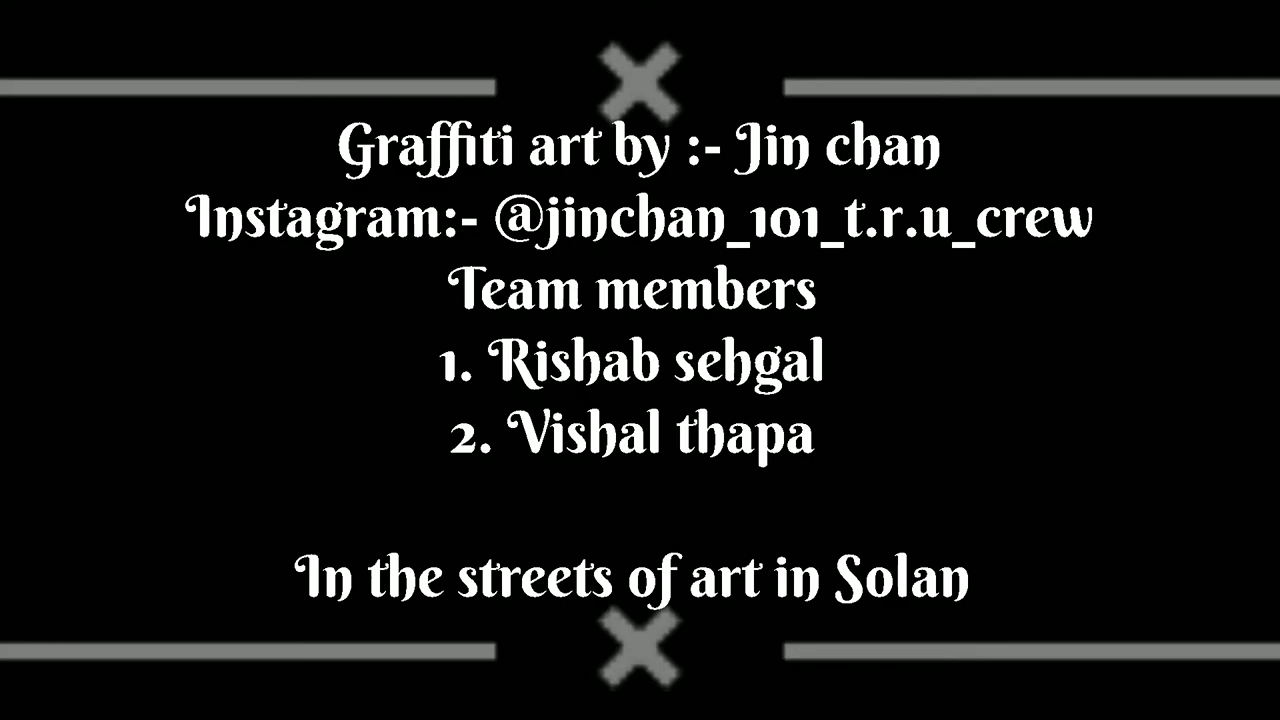 Graffiti art by :- Jin chan
Instagram:- @jinchan_101_t.r.u_crew
Team members
1. Rishab sehgal
2. Vishal thapa
In the streets of art in Solan